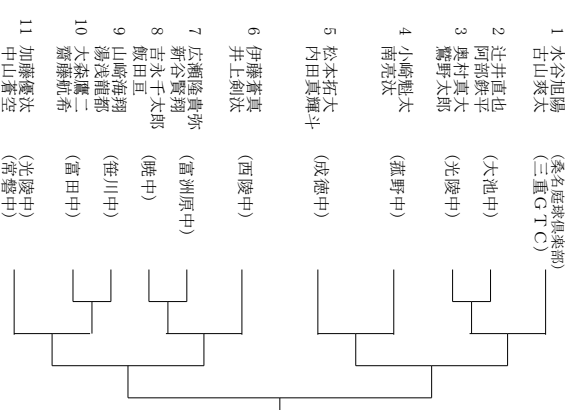 1 水谷旭陽 (桑名庭球倶楽部)
古山爽太 (三重GTC)
2 辻井直也 (大池中)
阿部鉄平
3 奥村真大 (光陵中)
鷲野太郎
4 小崎魁太 (菰野中)
南亮汰
5 松本拓大 (成徳中)
内田真輝斗
6 伊藤蒼真 (西陵中)
井上剣汰
7 広瀬隆貴弥 (富洲原中)
新谷賢翔
8 吉永千太郎 (暁中)
飯田亘
9 山﨑海翔 (笹川中)
湯浅龍都
10 大森鷹二 (富田中)
齋藤航希
11 加藤優汰 (光陵中)
中山蒼空 (常磐中)